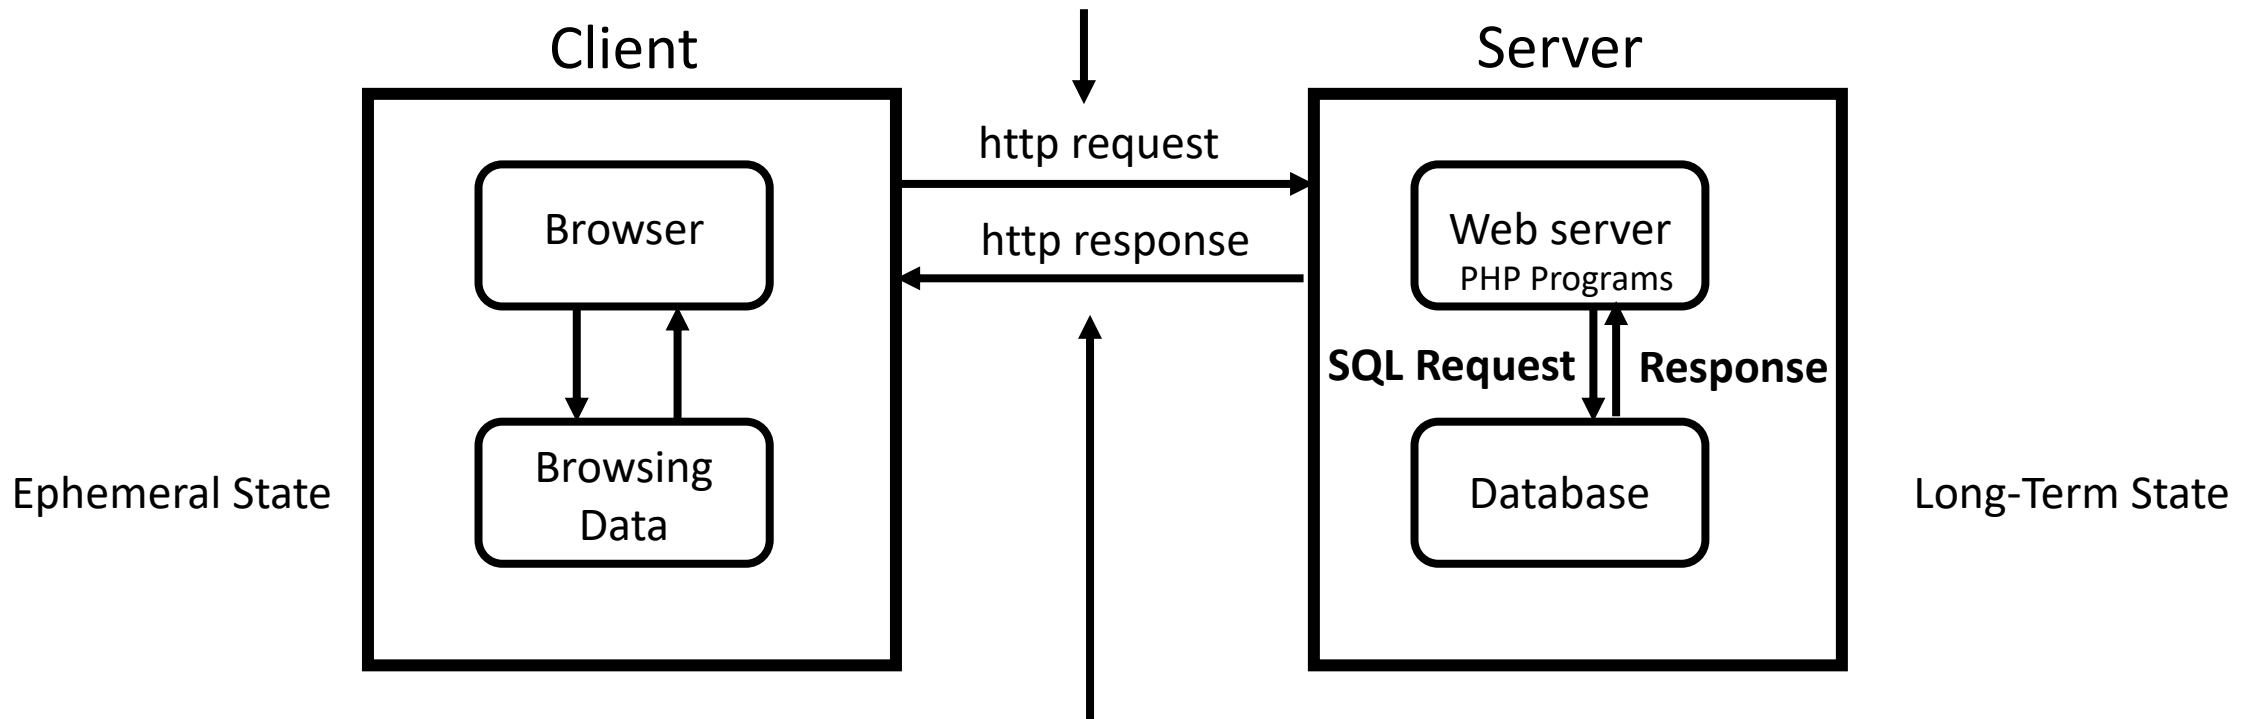 Client
Server
http request
Browser
http response
Web server
PHP Programs
SQL Request
Response
Ephemeral State
Browsing
Data
Database
Long-Term State